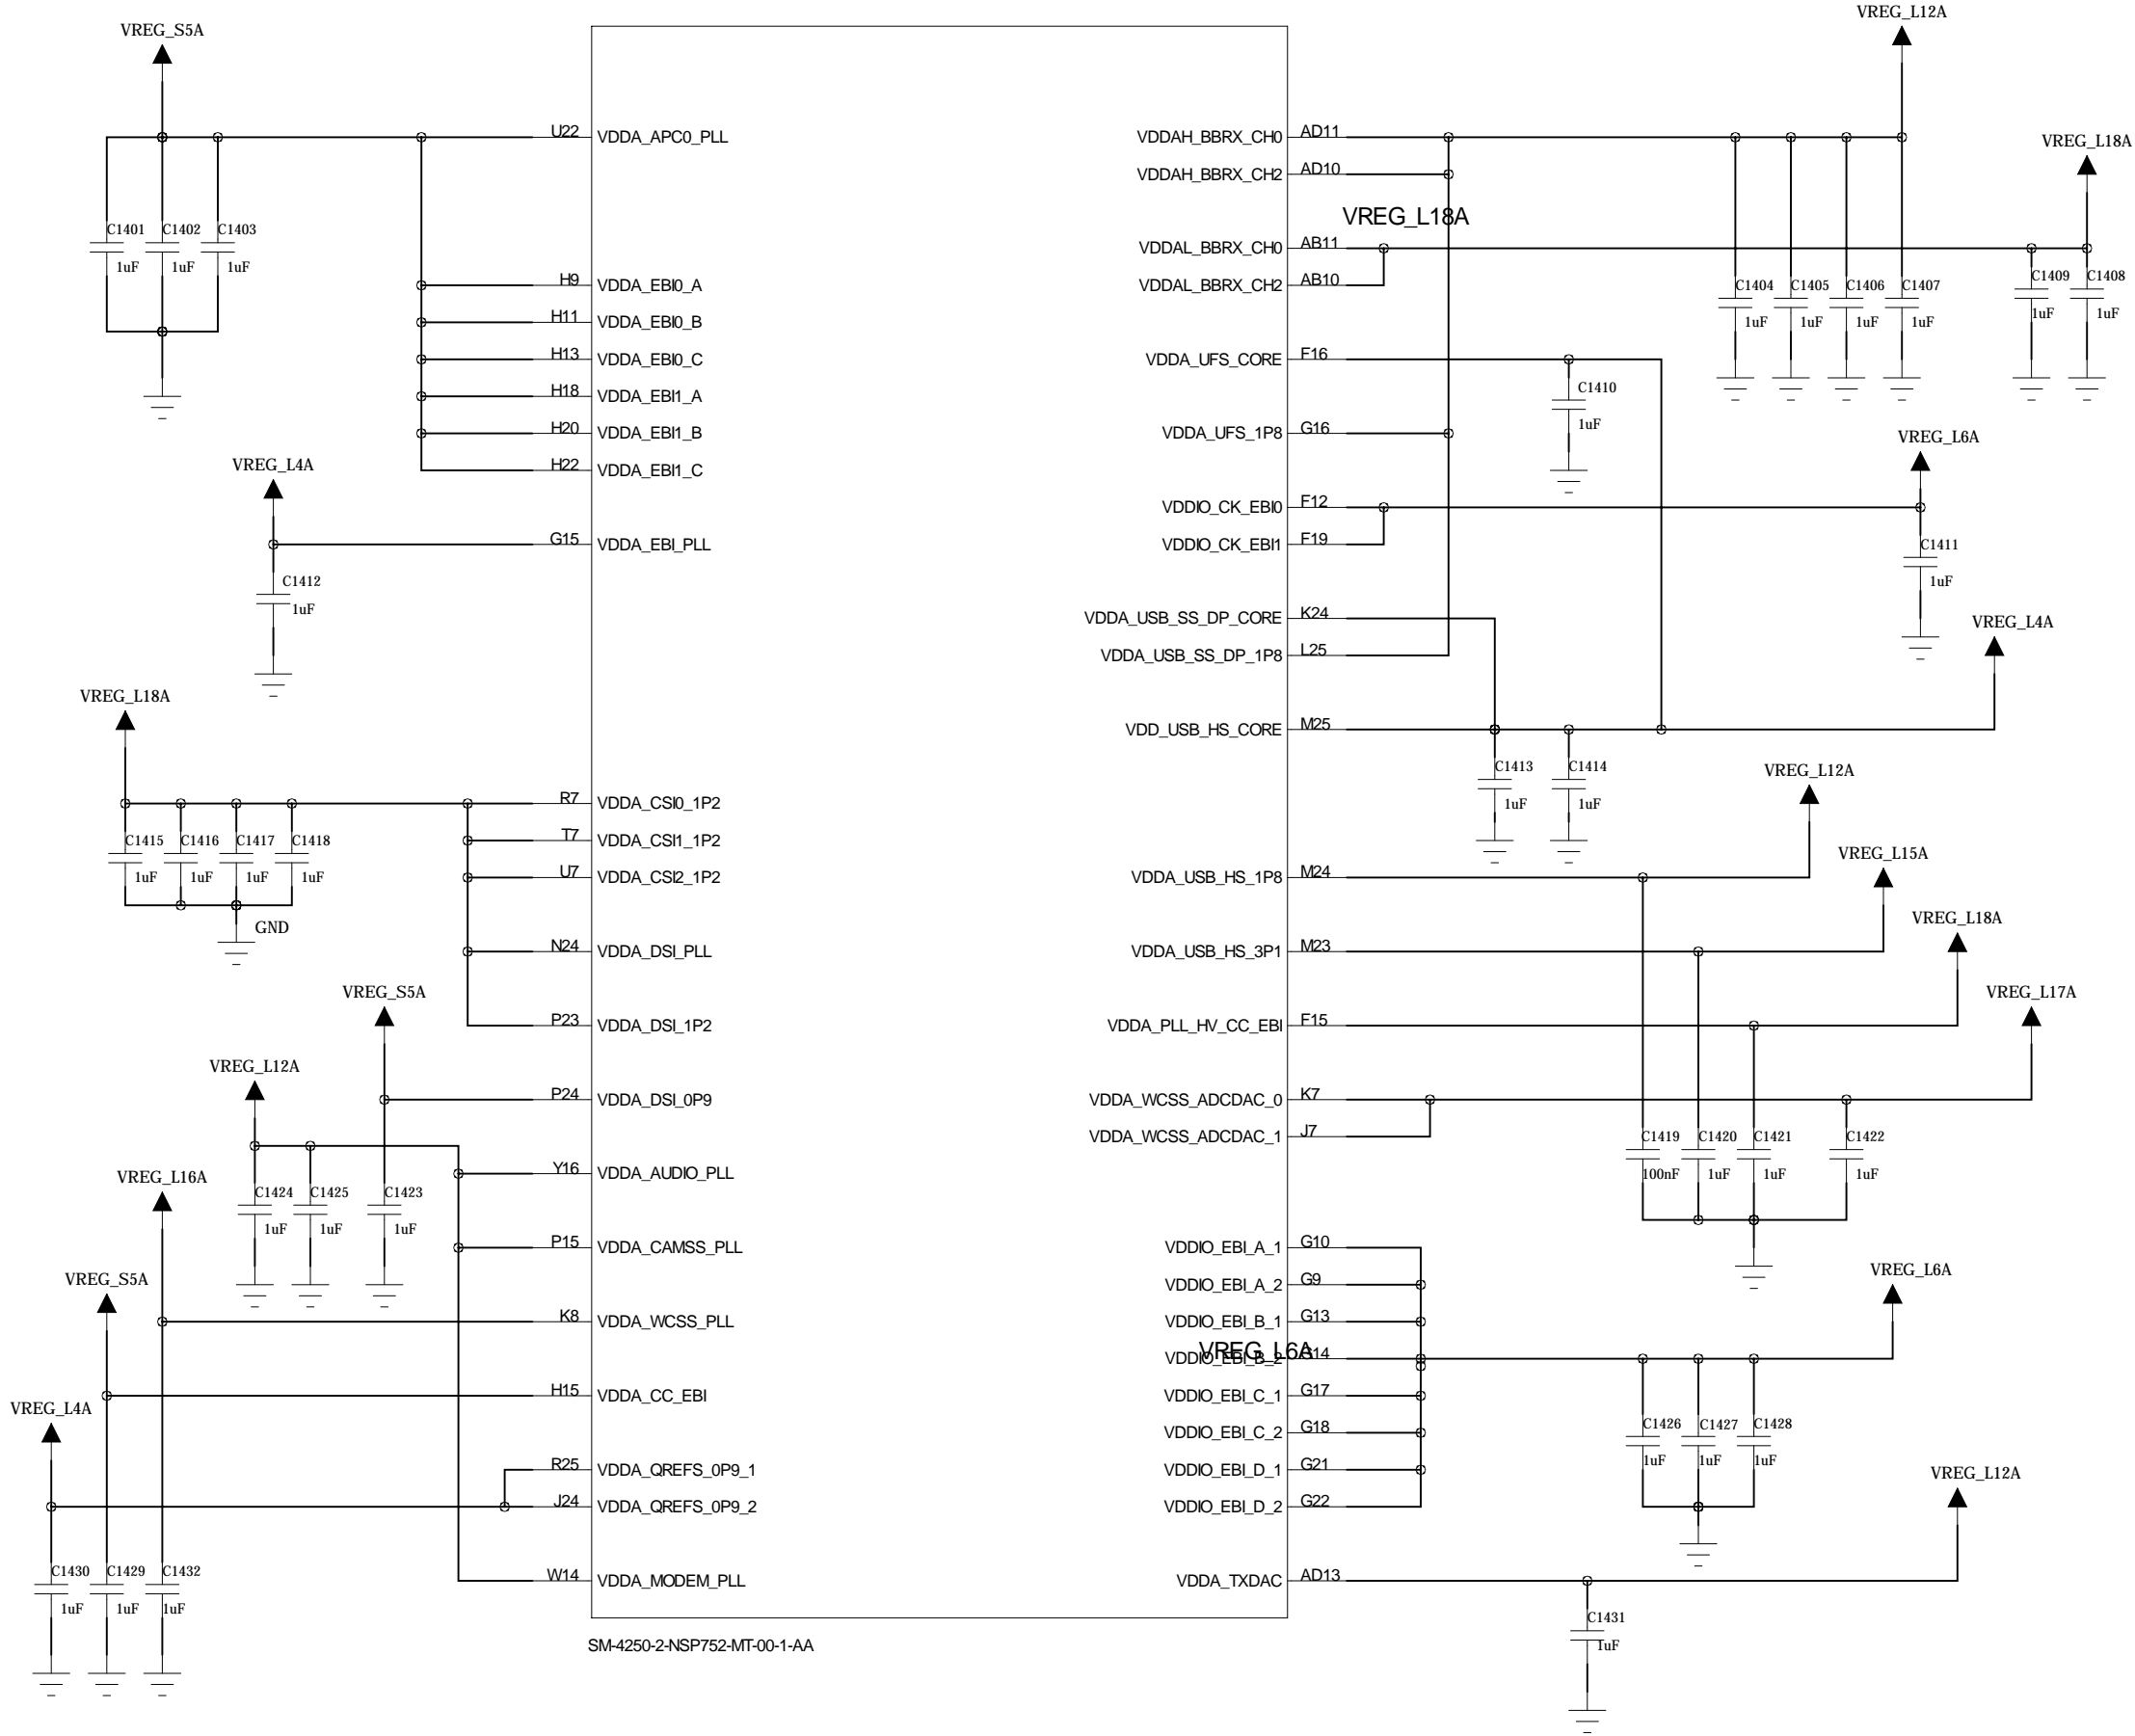 VREG_L12A
VREG_S5A
U22 VDDA_APC0_PLL
VDDAH_BBRX_CH0 AD11
VREG_L18A
VDDAH_BBRX_CH2 AD10
VREG_L18A
C1401 C1402 C1403
1uF 1uF 1uF
VDDAL_BBRX_CH0 AB11
H9 VDDA_EBI0_A
VDDAL_BBRX_CH2 AB10
C1404 C1405 C1406 C1407
1uF 1uF 1uF 1uF
C1409 C1408
1uF 1uF
H11 VDDA_EBI0_B
H13 VDDA_EBI0_C
VDDA_UFS_CORE F16
H18 VDDA_EBI1_A
C1410
1uF
H20 VDDA_EBI1_B
VDDA_UFS_1P8 G16
VREG_L6A
VREG_L4A
H22 VDDA_EBI1_C
VDDIO_CK_EBI0 F12
G15 VDDA_EBI_PLL
VDDIO_CK_EBI1 F19
C1411
1uF
C1412
1uF
VDDA_USB_SS_DP_CORE K24
VREG_L4A
VDDA_USB_SS_DP_1P8 L25
VREG_L18A
VDD_USB_HS_CORE M25
C1413 C1414
1uF 1uF
VREG_L12A
R7 VDDA_CSI0_1P2
T7 VDDA_CSI1_1P2
C1415 C1416 C1417 C1418
1uF 1uF 1uF 1uF
VREG_L15A
U7 VDDA_CSI2_1P2
VDDA_USB_HS_1P8 M24
GND
VREG_L18A
N24 VDDA_DSI_PLL
VDDA_USB_HS_3P1 M23
VREG_S5A
VREG_L17A
P23 VDDA_DSI_1P2
VDDA_PLL_HV_CC_EBI F15
VREG_L12A
P24 VDDA_DSI_0P9
VDDA_WCSS_ADCDAC_0 K7
VDDA_WCSS_ADCDAC_1 J7
C1419 C1420 C1421 C1422
100nF 1uF 1uF 1uF
VREG_L16A
Y16 VDDA_AUDIO_PLL
C1424 C1425 C1423
1uF 1uF 1uF
P15 VDDA_CAMSS_PLL
VDDIO_EBI_A_1 G10
VREG_S5A
VREG_L6A
VDDIO_EBI_A_2 G9
K8 VDDA_WCSS_PLL
VDDIO_EBI_B_1 G13
VREG_L6A
VDDIO_EBI_B_2 G14
H15 VDDA_CC_EBI
VDDIO_EBI_C_1 G17
VREG_L4A
VDDIO_EBI_C_2 G18
C1426 C1427 C1428
1uF 1uF 1uF
R25 VDDA_QREFS_0P9_1
VDDIO_EBI_D_1 G21
VREG_L12A
J24 VDDA_QREFS_0P9_2
VDDIO_EBI_D_2 G22
C1430 C1429 C1432
1uF 1uF 1uF
W14 VDDA_MODEM_PLL
VDDA_TXDAC AD13
C1431
1uF
SM-4250-2-NSP752-MT-00-1-AA